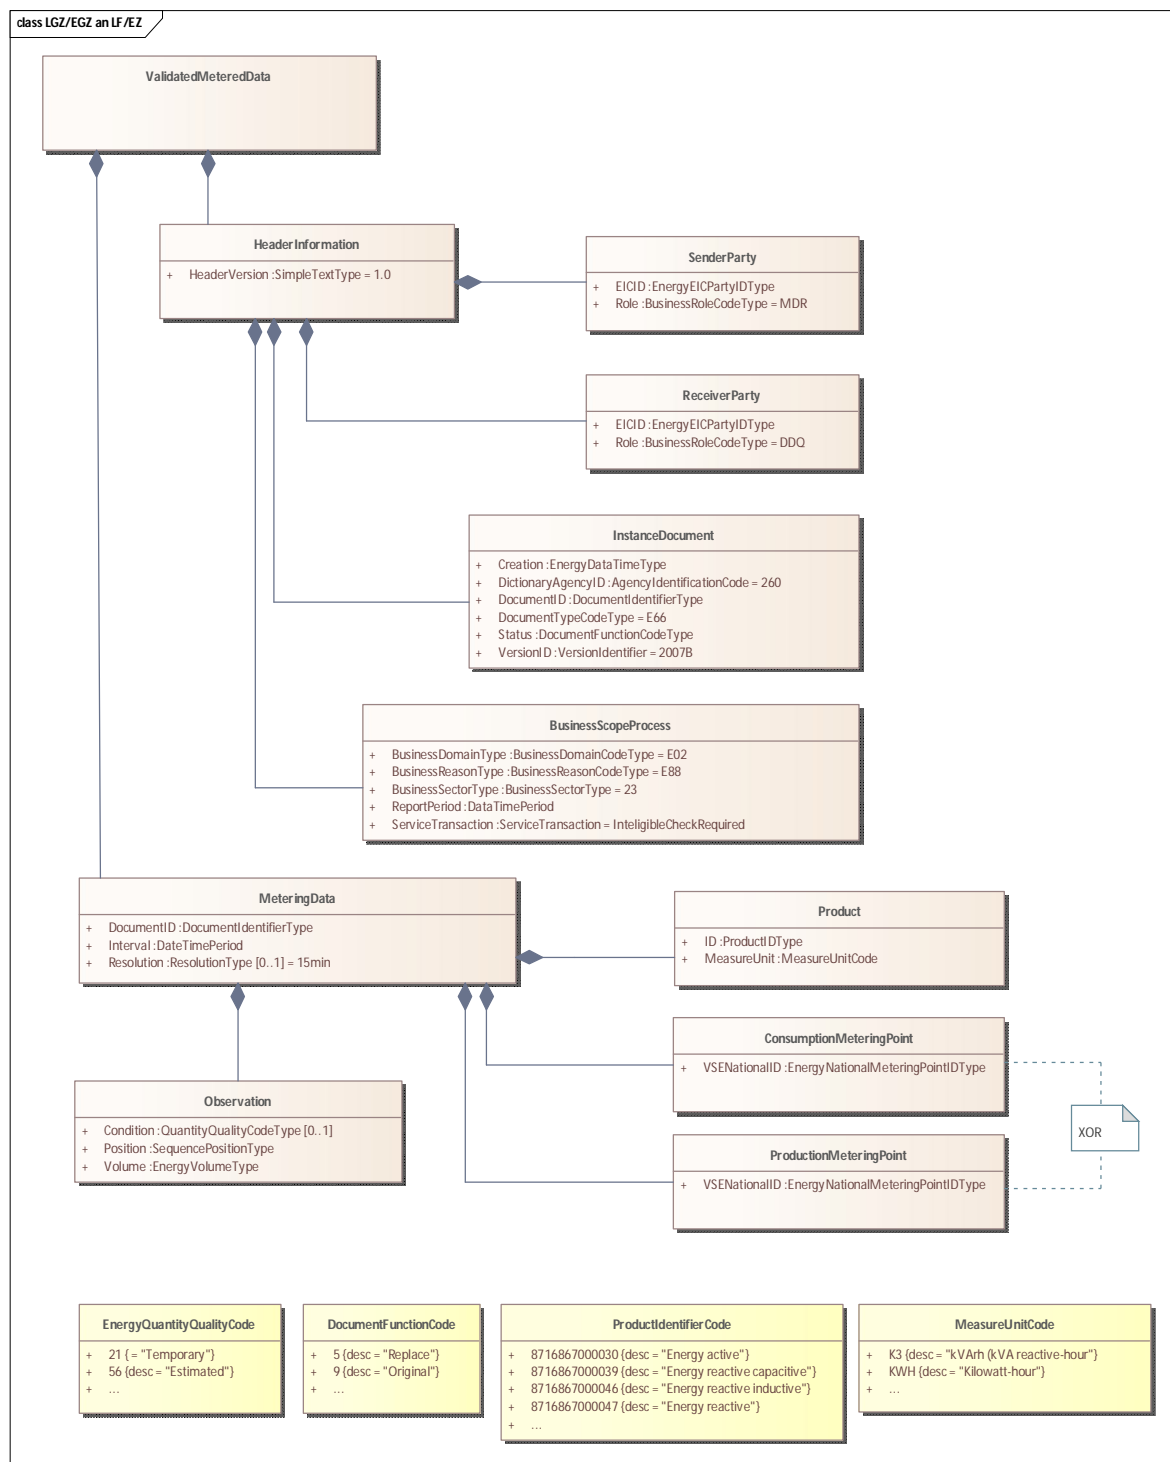 class LGZ/EGZ an LF/EZ
ValidatedMeteredData
HeaderInformation
+ HeaderVersion :SimpleTextType = 1.0
SenderParty
+ EICID :EnergyEICPartyIDType
+ Role :BusinessRoleCodeType = MDR
ReceiverParty
+ EICID :EnergyEICPartyIDType
+ Role :BusinessRoleCodeType = DDQ
InstanceDocument
+ Creation :EnergyDataTimeType
+ DictionaryAgencyID :AgencyIdentificationCode = 260
+ DocumentID :DocumentIdentifierType
+ DocumentTypeCodeType = E66
+ Status :DocumentFunctionCodeType
+ VersionID :VersionIdentifier = 2007B
BusinessScopeProcess
+ BusinessDomainType :BusinessDomainCodeType = E02
+ BusinessReasonType :BusinessReasonCodeType = E88
+ BusinessSectorType :BusinessSectorType = 23
+ ReportPeriod :DataTimePeriod
+ ServiceTransaction :ServiceTransaction = InteligibleCheckRequired
MeteringData
+ DocumentID :DocumentIdentifierType
+ Interval :DateTimePeriod
+ Resolution :ResolutionType [0..1] = 15min
Product
+ ID :ProductIDType
+ MeasureUnit :MeasureUnitCode
ConsumptionMeteringPoint
+ VSENationalID :EnergyNationalMeteringPointIDType
XOR
Observation
+ Condition :QuantityQualityCodeType [0..1]
+ Position :SequencePositionType
+ Volume :EnergyVolumeType
ProductionMeteringPoint
+ VSENationalID :EnergyNationalMeteringPointIDType
EnergyQuantityQualityCode
+ 21 { = "Temporary"}
+ 56 {desc = "Estimated"}
+ ...
DocumentFunctionCode
+ 5 {desc = "Replace"}
+ 9 {desc = "Original"}
+ ...
ProductIdentifierCode
+ 8716867000030 {desc = "Energy active"}
+ 8716867000039 {desc = "Energy reactive capacitive"}
+ 8716867000046 {desc = "Energy reactive inductive"}
+ 8716867000047 {desc = "Energy reactive"}
+ ...
MeasureUnitCode
+ K3 {desc = "kVArh (kVA reactive-hour"}
+ KWH {desc = "Kilowatt-hour"}
+ ...